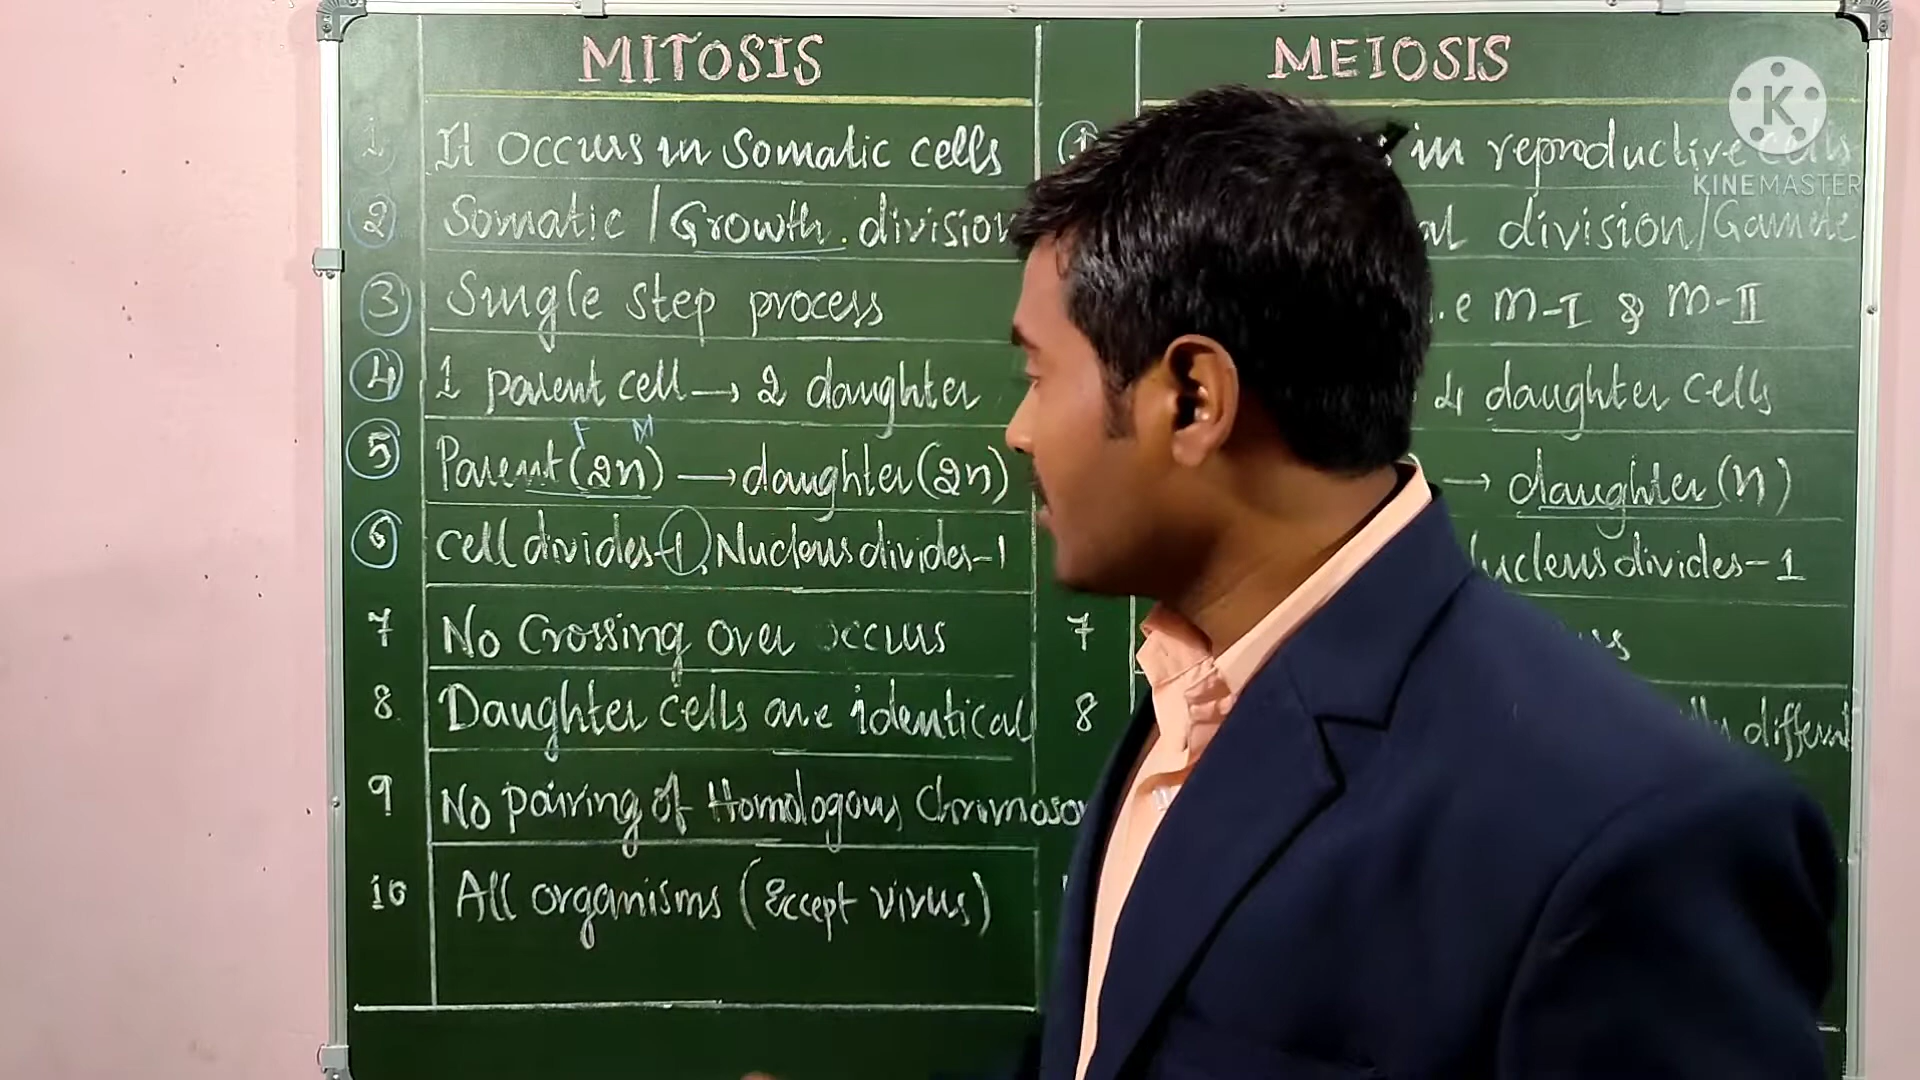 MITOSIS MEIOSIS
1 It occurs in Somatic cells ① in reproductive cells
KINEMASTER
② Somatic / Growth division al division/Gamete
③ Single step process i.e M-I & M-II
④ 1 parent cell → 2 daughter 4 daughter cells
F M
⑤ Parent (2n) → daughter (2n) → daughter (n)
⑥ cell divides-1, Nucleus divides-1 Nucleus divides-1
7 No Crossing over occurs 7
8 Daughter cells are identical 8 different
9 No pairing of Homologous Chromoso
10 All organisms (Except virus)